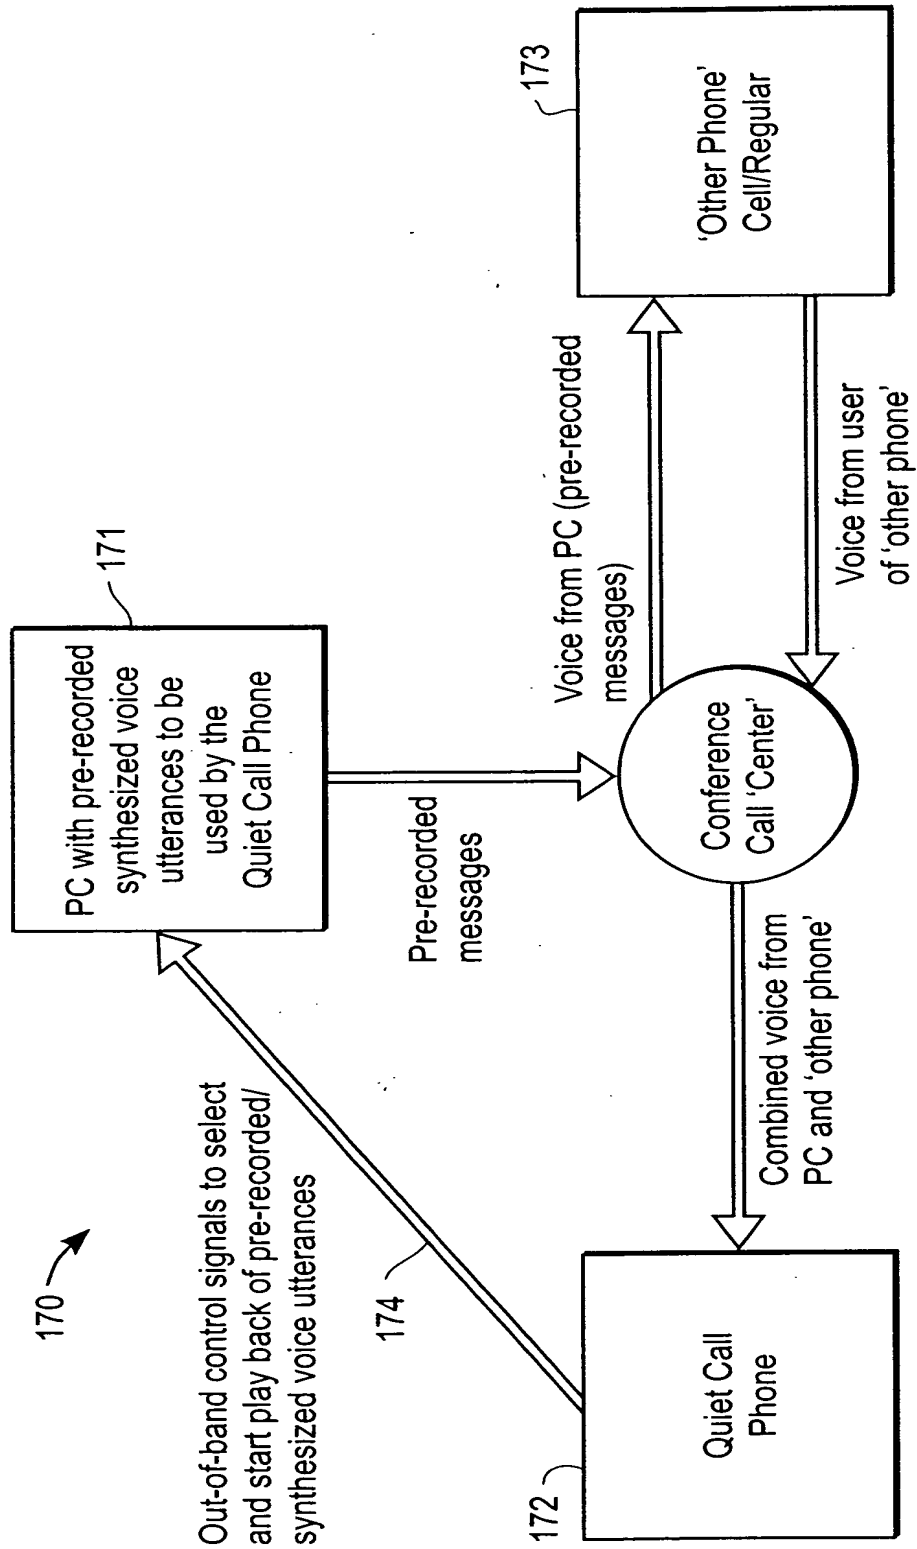 170
Out-of-band control signals to select
and start play back of pre-recorded/
synthesized voice utterances
174
PC with pre-recorded
synthesized voice
utterances to be
used by the
Quiet Call Phone
171
Pre-recorded
messages
172
Quiet Call
Phone
Combined voice from
PC and 'other phone'
Conference
Call 'Center'
Voice from PC (pre-recorded
messages)
Voice from user
of 'other phone'
173
'Other Phone'
Cell/Regular